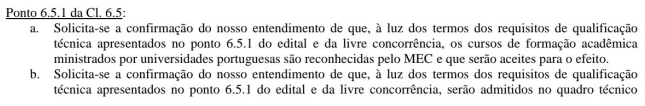 Ponto 6.5.1 da Cl. 6.5:
a. Solicita-se a confirmação do nosso entendimento de que, à luz dos termos dos requisitos de qualificação
técnica apresentados no ponto 6.5.1 do edital e da livre concorrência, os cursos de formação acadêmica
ministrados por universidades portuguesas são reconhecidas pelo MEC e que serão aceites para o efeito.
b. Solicita-se a confirmação do nosso entendimento de que, à luz dos termos dos requisitos de qualificação
técnica apresentados no ponto 6.5.1 do edital e da livre concorrência, serão admitidos no quadro técnico